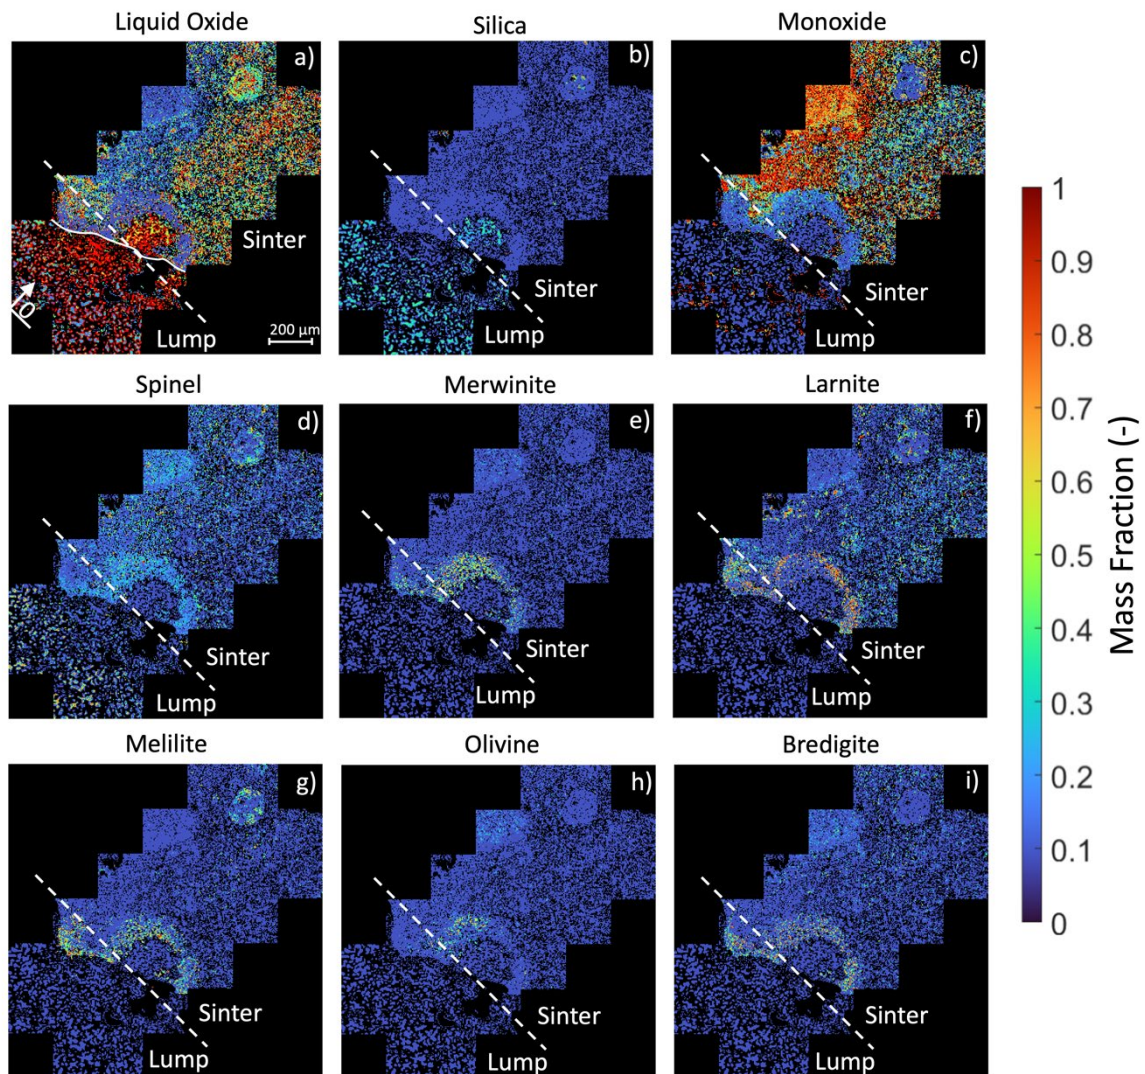 Liquid Oxide
Silica
Monoxide
a)
b)
c)
Sinter
Lump
200 µm
Sinter
Lump
Sinter
Lump
Spinel
Merwinite
Larnite
d)
e)
f)
Sinter
Lump
Sinter
Lump
Sinter
Lump
Melilite
Olivine
Bredigite
g)
h)
i)
Sinter
Lump
Sinter
Lump
Sinter
Lump
1
0.9
0.8
0.7
0.6
0.5
0.4
0.3
0.2
0.1
0
Mass Fraction (-)